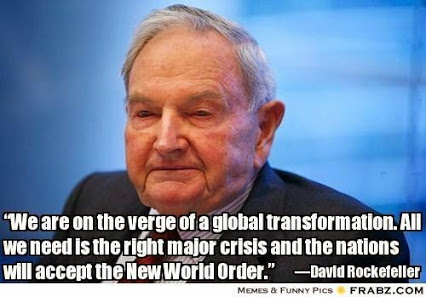 “We are on the verge of a global transformation. All
we need is the right major crisis and the nations
will accept the New World Order.” —David Rockefeller
MEMES & FUNNY PICS FRABZ.COM